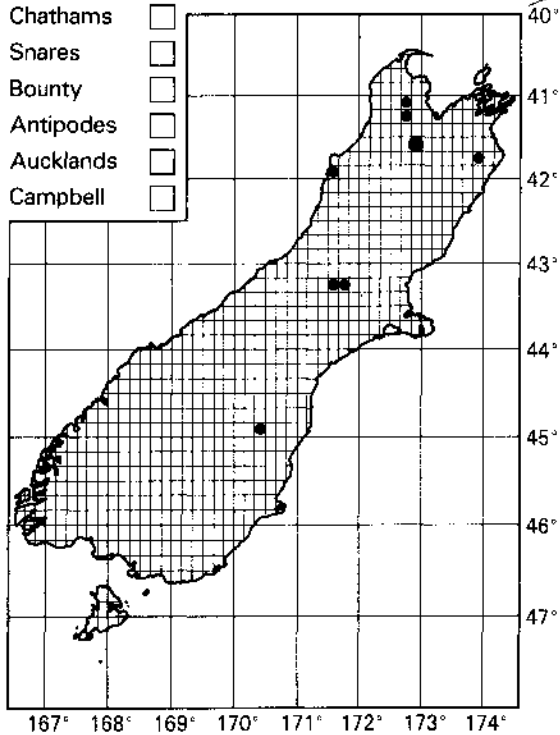 Chathams
Snares
Bounty
Antipodes
Aucklands
Campbell
40°
41°
42°
43°
44°
45°
46°
47°
167° 168° 169° 170° 171° 172° 173° 174°